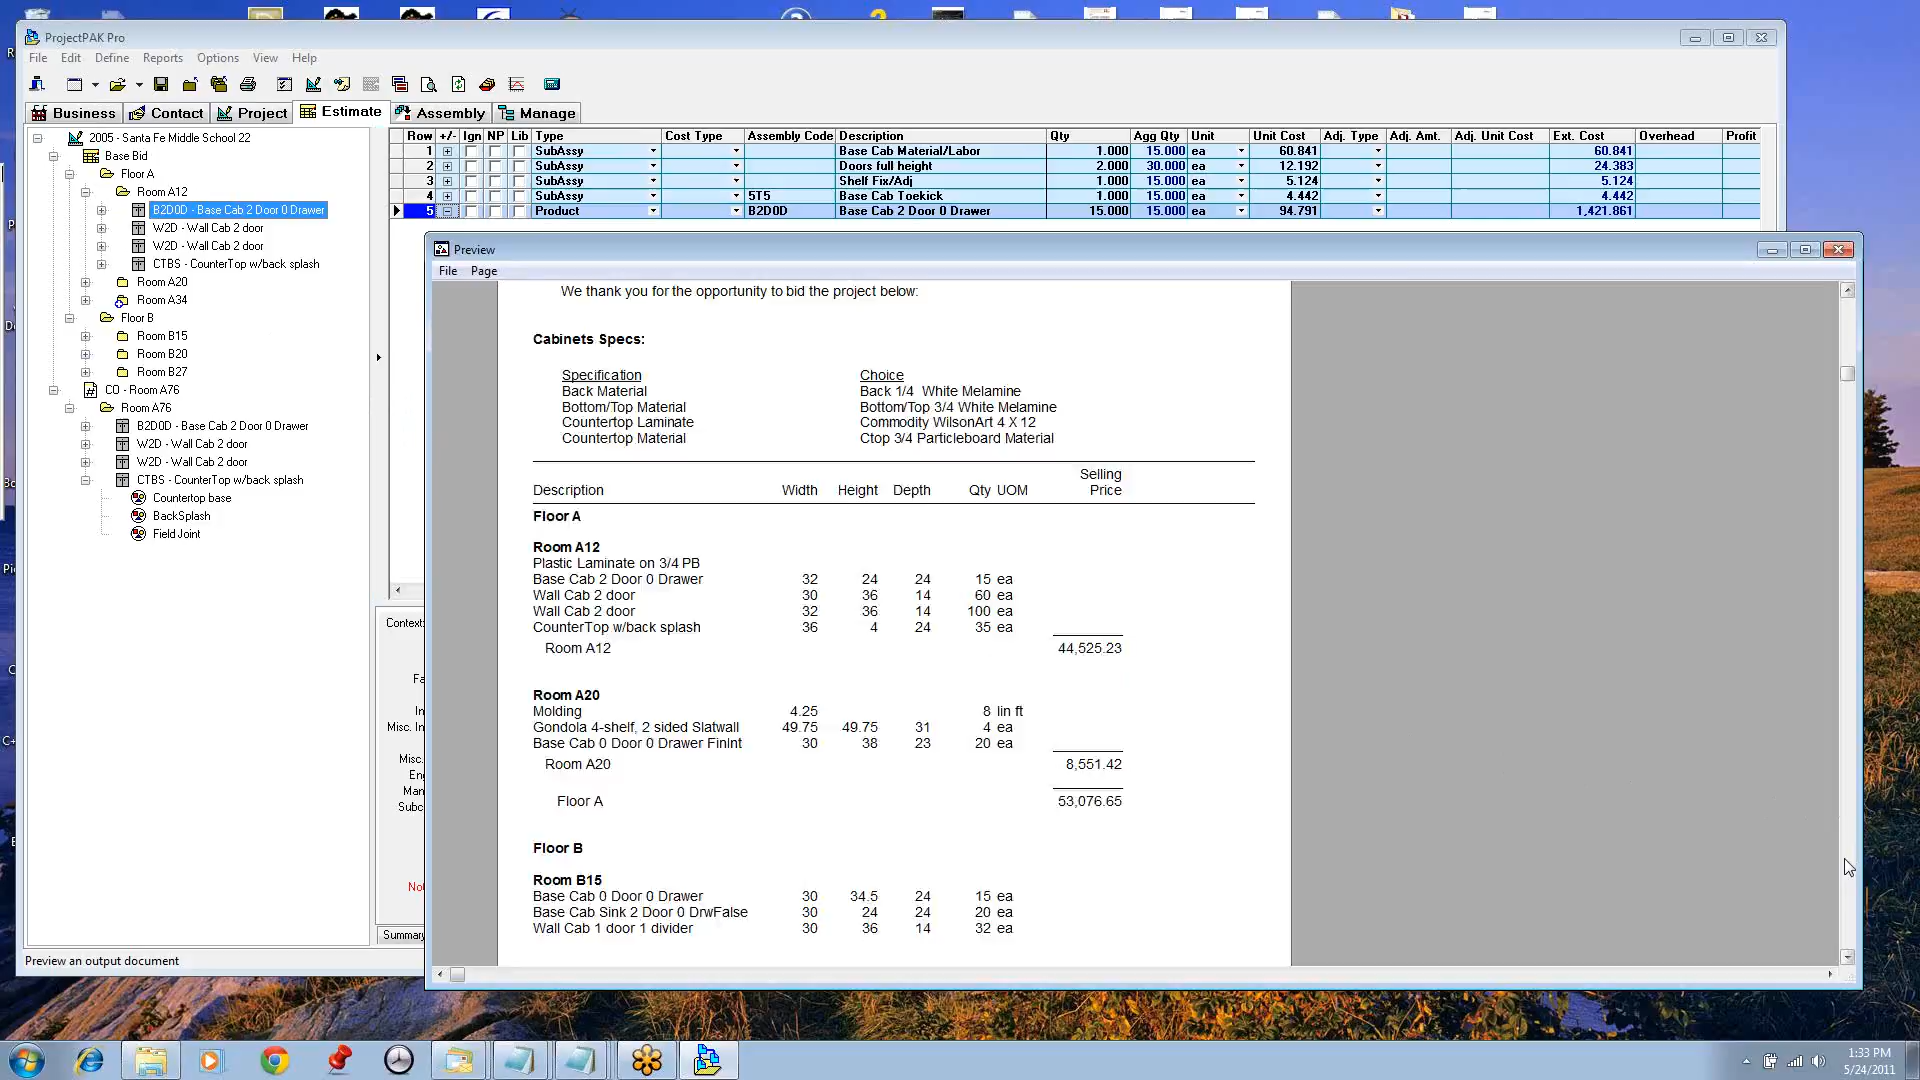 ProjectPAK Pro
File Edit Define Reports Options View Help
Business Contact Project Estimate Assembly Manage
2005 - Santa Fe Middle School 22
Base Bid
Floor A
Room A12
B2D0D - Base Cab 2 Door 0 Drawer
W2D - Wall Cab 2 door
W2D - Wall Cab 2 door
CTBS - CounterTop w/back splash
Room A20
Room A34
Floor B
Room B15
Room B20
Room B27
CO - Room A76
Room A76
B2D0D - Base Cab 2 Door 0 Drawer
W2D - Wall Cab 2 door
W2D - Wall Cab 2 door
CTBS - CounterTop w/back splash
Countertop base
BackSplash
Field Joint
Row +/- Ign NP Lib Type Cost Type Assembly Code Description Qty Agg Qty Unit Unit Cost Adj. Type Adj. Amt. Adj. Unit Cost Ext. Cost Overhead Profit
1 SubAssy Base Cab Material/Labor 1.000 15.000 ea 60.841 60.841
2 SubAssy Doors full height 2.000 30.000 ea 12.192 24.383
3 SubAssy Shelf Fix/Adj 1.000 15.000 ea 5.124 5.124
4 SubAssy 5T5 Base Cab Toekick 1.000 15.000 ea 4.442 4.442
5 Product B2D0D Base Cab 2 Door 0 Drawer 15.000 15.000 ea 94.791 1,421.861
Context:
Fa
In
Misc. In
Misc.
Eng
Man
Subc
Not
Summary
Preview an output document
Preview
File Page
We thank you for the opportunity to bid the project below:
Cabinets Specs:
Specification Choice
Back Material Back 1/4 White Melamine
Bottom/Top Material Bottom/Top 3/4 White Melamine
Countertop Laminate Commodity WilsonArt 4 X 12
Countertop Material Ctop 3/4 Particleboard Material
Selling
Description Width Height Depth Qty UOM Price
Floor A
Room A12
Plastic Laminate on 3/4 PB
Base Cab 2 Door 0 Drawer 32 24 24 15 ea
Wall Cab 2 door 30 36 14 60 ea
Wall Cab 2 door 32 36 14 100 ea
CounterTop w/back splash 36 4 24 35 ea
Room A12 44,525.23
Room A20
Molding 4.25 8 lin ft
Gondola 4-shelf, 2 sided Slatwall 49.75 49.75 31 4 ea
Base Cab 0 Door 0 Drawer FinInt 30 38 23 20 ea
Room A20 8,551.42
Floor A 53,076.65
Floor B
Room B15
Base Cab 0 Door 0 Drawer 30 34.5 24 15 ea
Base Cab Sink 2 Door 0 DrwFalse 30 24 24 20 ea
Wall Cab 1 door 1 divider 30 36 14 32 ea
1:33 PM
5/24/2011